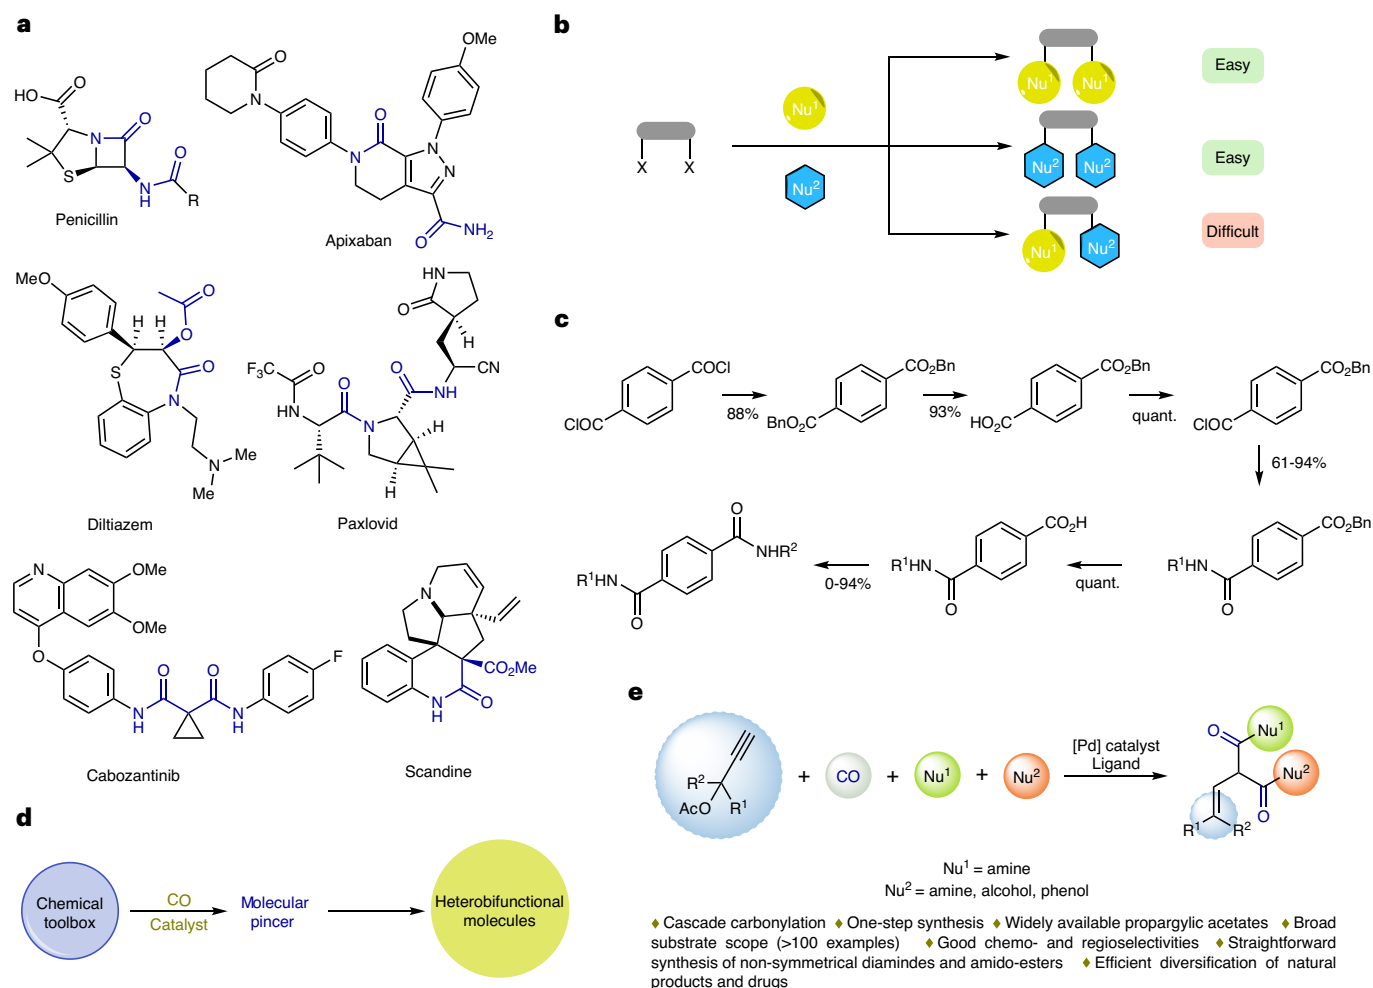 a
HO
O
N
O
O
S
N
H
R
Penicillin
O
N
OMe
O
N
N
N
O
NH2
Apixaban
MeO
O
H
H
O
S
O
N
N
Me
Me
Diltiazem
HN
O
H
F3C
O
O
O
N
H
CN
HN
N
H
H
Paxlovid
N
OMe
OMe
O
O
O
F
N
H
N
H
Cabozantinib
N
CO2Me
N
H
O
Scandine
b
X
X
Nu1
Nu2
Nu1
Nu1
Easy
Nu2
Nu2
Easy
Nu1
Nu2
Difficult
c
COCl
ClOC
88%
CO2Bn
BnO2C
93%
CO2Bn
HO2C
quant.
CO2Bn
ClOC
61-94%
CO2Bn
R1HN
O
quant.
CO2H
R1HN
O
0-94%
O
NHR2
R1HN
O
d
Chemical
toolbox
CO
Catalyst
Molecular
pincer
Heterobifunctional
molecules
e
R2
AcO
R1
+
CO
+
Nu1
+
Nu2
[Pd] catalyst
Ligand
O
Nu1
Nu2
O
R1
R2
Nu1 = amine
Nu2 = amine, alcohol, phenol
♦ Cascade carbonylation ♦ One-step synthesis ♦ Widely available propargylic acetates ♦ Broad
substrate scope (>100 examples) ♦ Good chemo- and regioselectivities ♦ Straightforward
synthesis of non-symmetrical diamindes and amido-esters ♦ Efficient diversification of natural
products and drugs